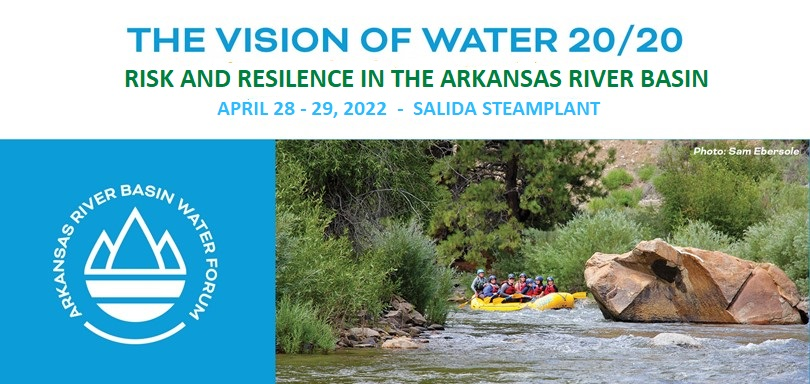 THE VISION OF WATER 20/20
RISK AND RESILENCE IN THE ARKANSAS RIVER BASIN
APRIL 28 - 29, 2022 - SALIDA STEAMPLANT
Photo: Sam Ebersole
ARKANSAS RIVER BASIN WATER FORUM